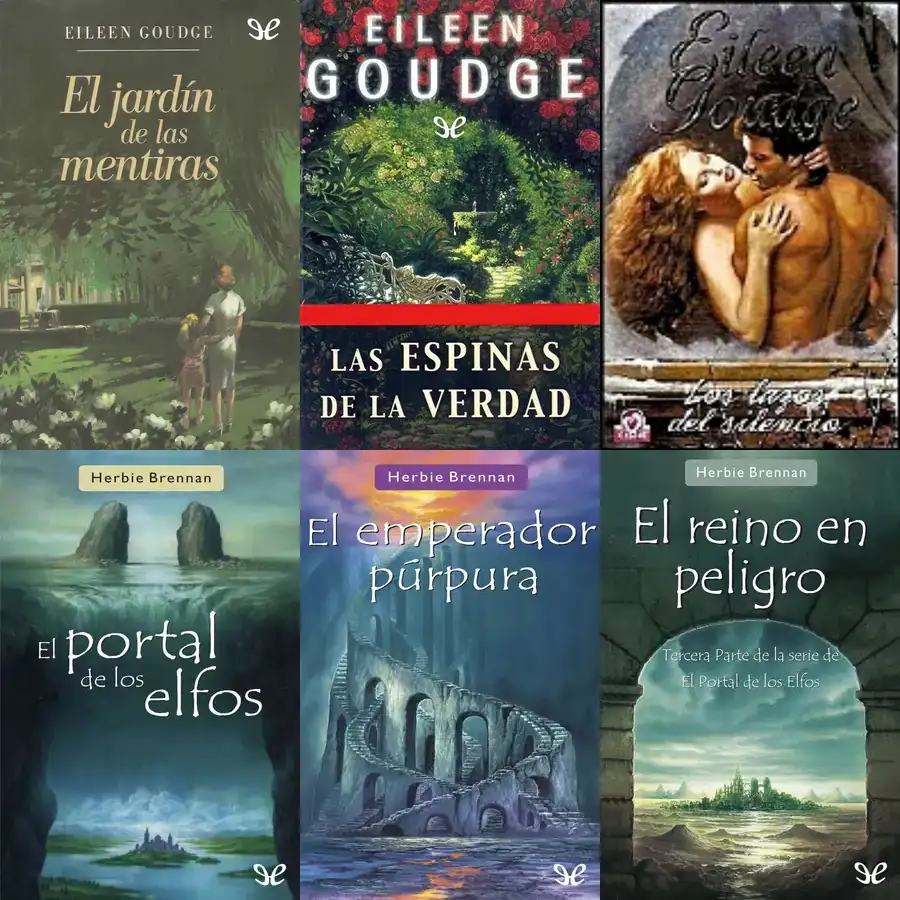 EILEEN GOUDGE
El jardín
de las
mentiras
EILEEN
GOUDGE
LAS ESPINAS
DE LA VERDAD
Eileen
Goudge
Los lazos
del silencio
Herbie Brennan
El portal
de los
elfos
Herbie Brennan
El emperador
púrpura
Herbie Brennan
El reino en
peligro
Tercera Parte de la serie de
El Portal de los Elfos